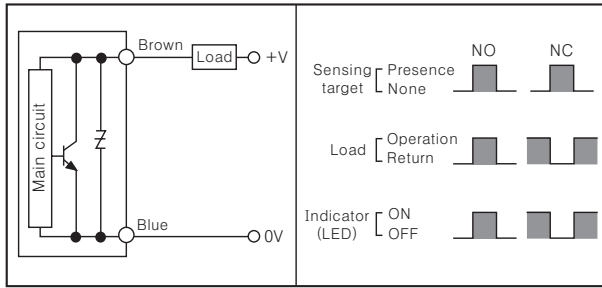 Main circuit
Brown
Load
+V
Blue
0V
NO NC
Sensing target Presence
None
Load Operation
Return
Indicator (LED) ON
OFF